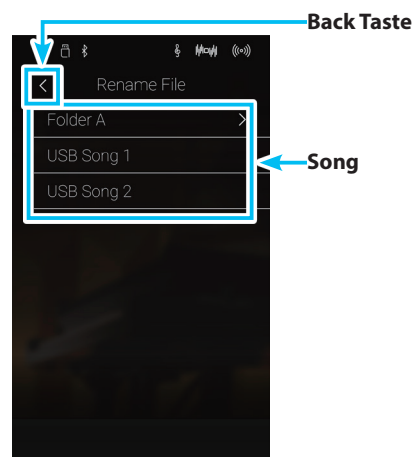 Back Taste
Rename File
Folder A
USB Song 1
Song
USB Song 2